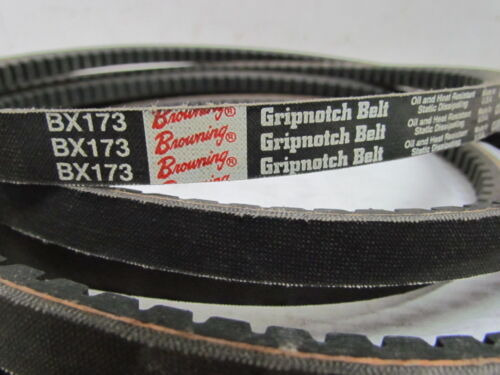 BX173 Browning® Gripnotch Belt Oil and Heat Resistant Static Dissipating
BX173 Browning® Gripnotch Belt Oil and Heat Resistant Static Dissipating
BX173 Browning® Gripnotch Belt